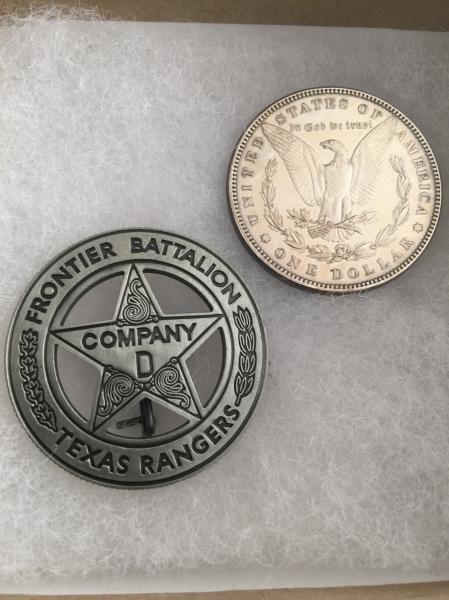 UNITED STATES OF AMERICA
In God we trust
ONE DOLLAR
FRONTIER BATTALION
COMPANY
D
TEXAS RANGERS